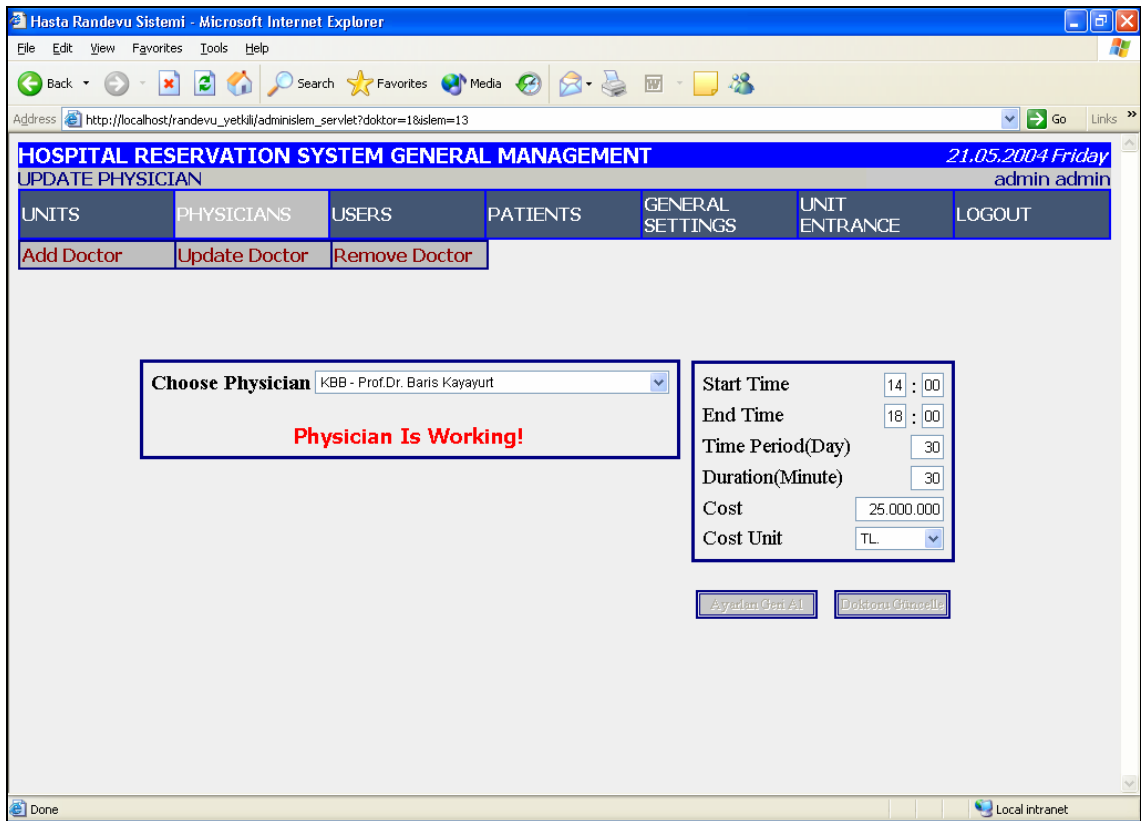 Hasta Randevu Sistemi - Microsoft Internet Explorer
File Edit View Favorites Tools Help
Back Search Favorites Media
Address http://localhost/randevu_yetkili/adminislem_servlet?doktor=1&islem=13 Go Links »
HOSPITAL RESERVATION SYSTEM GENERAL MANAGEMENT 21.05.2004 Friday
UPDATE PHYSICIAN admin admin
UNITS PHYSICIANS USERS PATIENTS GENERAL SETTINGS UNIT ENTRANCE LOGOUT
Add Doctor Update Doctor Remove Doctor
Choose Physician KBB - Prof.Dr. Baris Kayayurt
Physician Is Working!
Start Time 14 : 00
End Time 18 : 00
Time Period(Day) 30
Duration(Minute) 30
Cost 25.000.000
Cost Unit TL.
Ayarları Geri Al Doktoru Güncelle
Done Local intranet